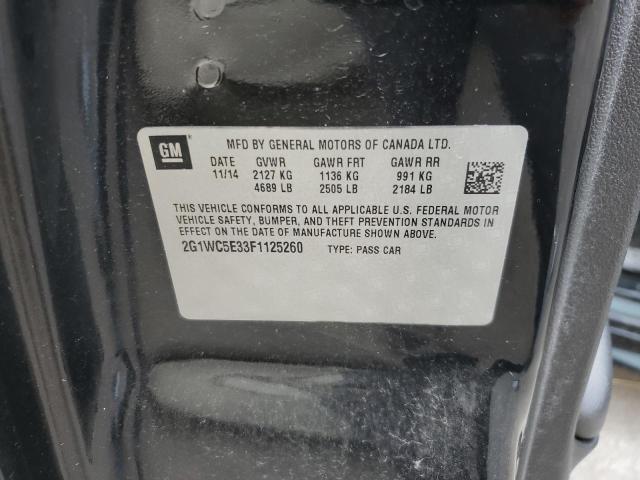 GM
MFD BY GENERAL MOTORS OF CANADA LTD.
DATE GVWR GAWR FRT GAWR RR
11/14 2127 KG 1136 KG 991 KG
4689 LB 2505 LB 2184 LB
THIS VEHICLE CONFORMS TO ALL APPLICABLE U.S. FEDERAL MOTOR
VEHICLE SAFETY, BUMPER, AND THEFT PREVENTION STANDARDS IN
EFFECT ON THE DATE OF MANUFACTURE SHOWN ABOVE.
2G1WC5E33F1125260 TYPE: PASS CAR